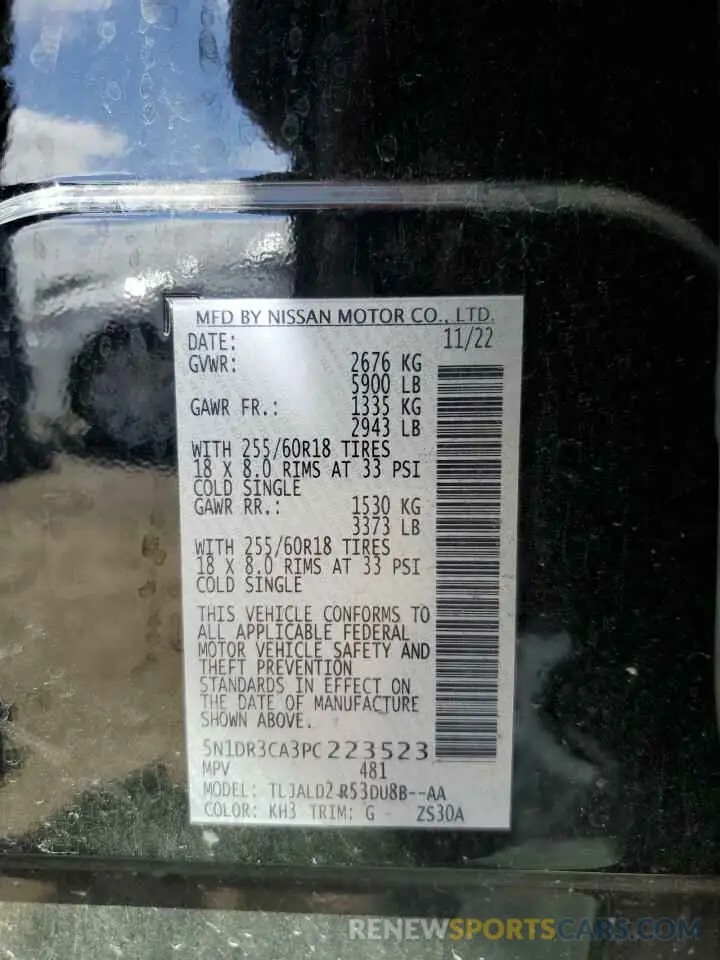 MFD BY NISSAN MOTOR CO., LTD.
DATE: 11/22
GVWR: 2676 KG
5900 LB
GAWR FR.: 1335 KG
2943 LB
WITH 255/60R18 TIRES
18 X 8.0 RIMS AT 33 PSI
COLD SINGLE
GAWR RR.: 1530 KG
3373 LB
WITH 255/60R18 TIRES
18 X 8.0 RIMS AT 33 PSI
COLD SINGLE
THIS VEHICLE CONFORMS TO
ALL APPLICABLE FEDERAL
MOTOR VEHICLE SAFETY AND
THEFT PREVENTION
STANDARDS IN EFFECT ON
THE DATE OF MANUFACTURE
SHOWN ABOVE.
5N1DR3CA3PC223523
MPV 481
MODEL: TLJALD2 R53DU8B--AA
COLOR: KH3 TRIM: G - ZS30A
RENEWSPORTSCARS.COM